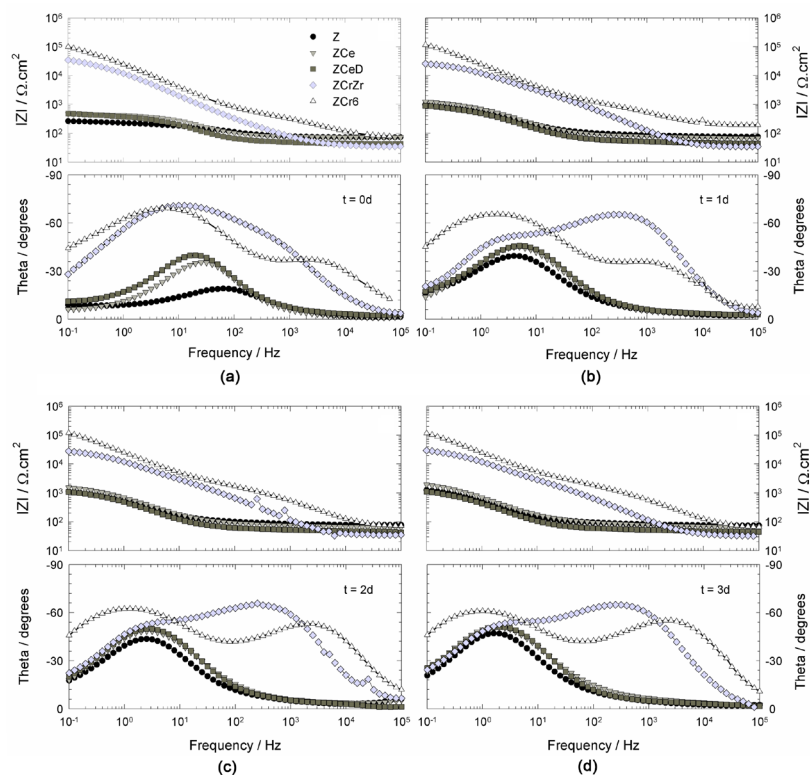 10⁶
10⁵
10⁴
10³
10²
10¹
|Z| / Ω.cm²
Z
ZCe
ZCeD
ZCrZr
ZCr6
10⁶
10⁵
10⁴
10³
10²
10¹
|Z| / Ω.cm²
-90
-60
-30
0
Theta / degrees
t = 0d
10⁻¹ 10⁰ 10¹ 10² 10³ 10⁴ 10⁵
Frequency / Hz
(a)
-90
-60
-30
0
Theta / degrees
t = 1d
10⁻¹ 10⁰ 10¹ 10² 10³ 10⁴ 10⁵
Frequency / Hz
(b)
10⁶
10⁵
10⁴
10³
10²
10¹
|Z| / Ω.cm²
10⁶
10⁵
10⁴
10³
10²
10¹
|Z| / Ω.cm²
-90
-60
-30
0
Theta / degrees
t = 2d
10⁻¹ 10⁰ 10¹ 10² 10³ 10⁴ 10⁵
Frequency / Hz
(c)
-90
-60
-30
0
Theta / degrees
t = 3d
10⁻¹ 10⁰ 10¹ 10² 10³ 10⁴ 10⁵
Frequency / Hz
(d)